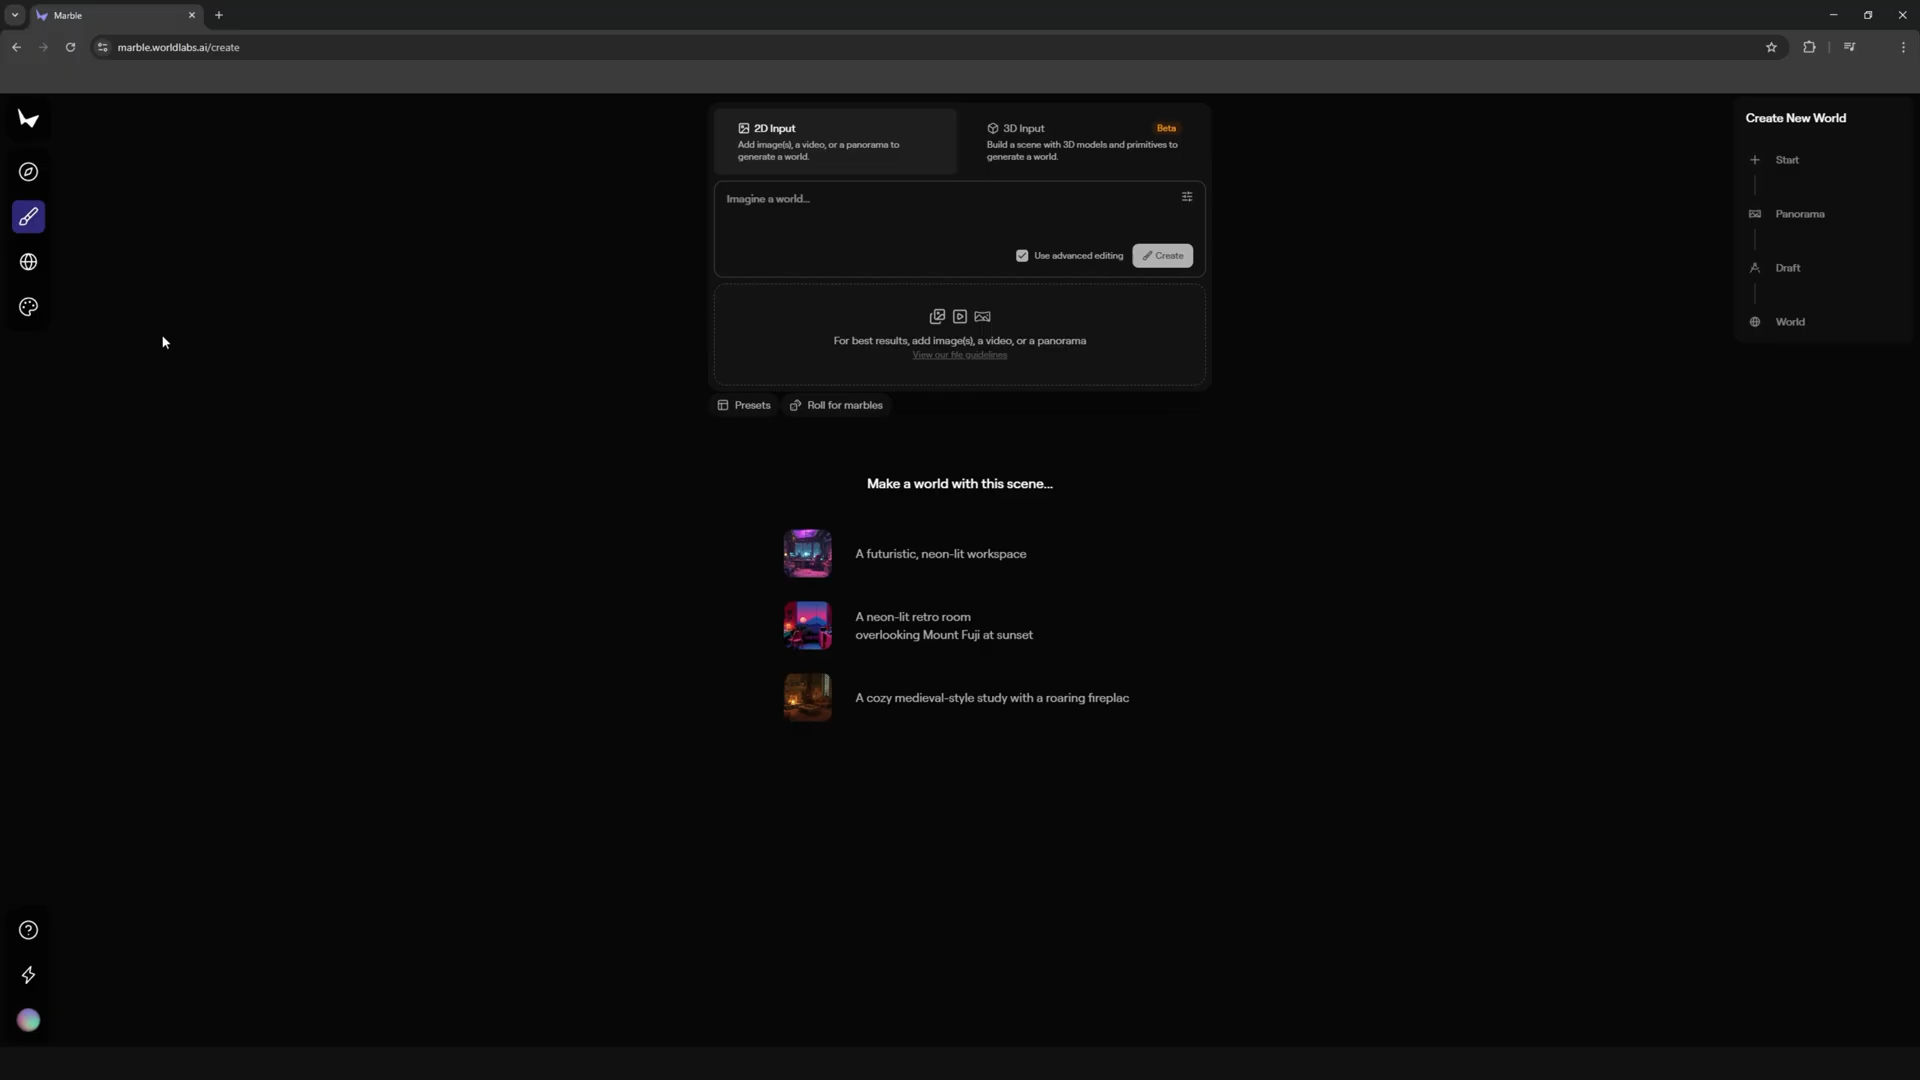 Marble
marble.worldlabs.ai/create
2D Input
Add image(s), a video, or a panorama to
generate a world.
3D Input
Beta
Build a scene with 3D models and primitives to
generate a world.
Imagine a world...
Use advanced editing
Create
For best results, add image(s), a video, or a panorama
View our file guidelines
Presets
Roll for marbles
Make a world with this scene...
A futuristic, neon-lit workspace
A neon-lit retro room
overlooking Mount Fuji at sunset
A cozy medieval-style study with a roaring fireplac
Create New World
Start
Panorama
Draft
World